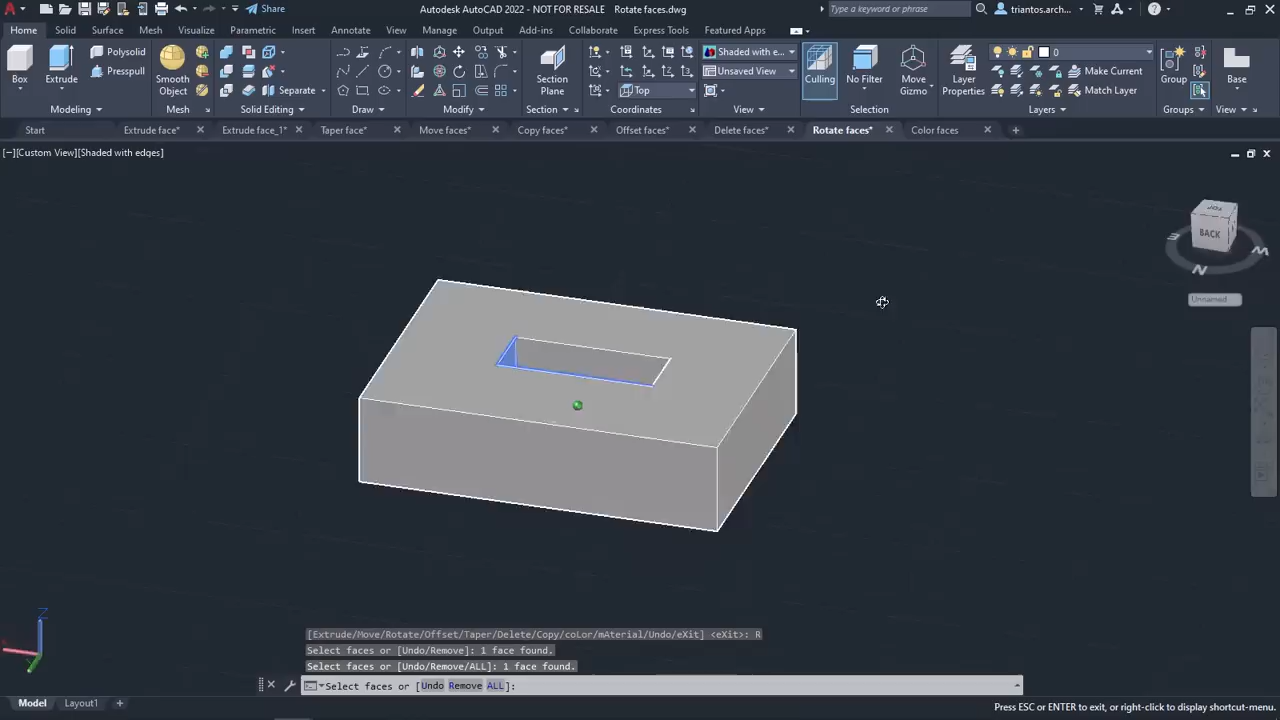 Share
Autodesk AutoCAD 2022 - NOT FOR RESALE Rotate faces.dwg
Type a keyword or phrase
triantos.arch...
Home Solid Surface Mesh Visualize Parametric Insert Annotate View Manage Output Add-ins Collaborate Express Tools Featured Apps
Box
Extrude
Polysolid
Presspull
Modeling
Smooth
Object
Mesh
Separate
Solid Editing
Draw
Modify
Section
Plane
Section
Top
Coordinates
Shaded with e...
Unsaved View
View
Culling
No Filter
Move
Gizmo
Selection
Layer
Properties
0
Make Current
Match Layer
Layers
Group
Groups
Base
View
Start Extrude face* Extrude face_1* Taper face* Move faces* Copy faces* Offset faces* Delete faces* Rotate faces* Color faces
[−][Custom View][Shaded with edges]
TOP
BACK
N
Unnamed
Z
[Extrude/Move/Rotate/Offset/Taper/Delete/Copy/coLor/mAterial/Undo/eXit] <eXit>: R
Select faces or [Undo/Remove]: 1 face found.
Select faces or [Undo/Remove/ALL]: 1 face found.
Select faces or [Undo Remove ALL]:
Model Layout1
Press ESC or ENTER to exit, or right-click to display shortcut-menu.